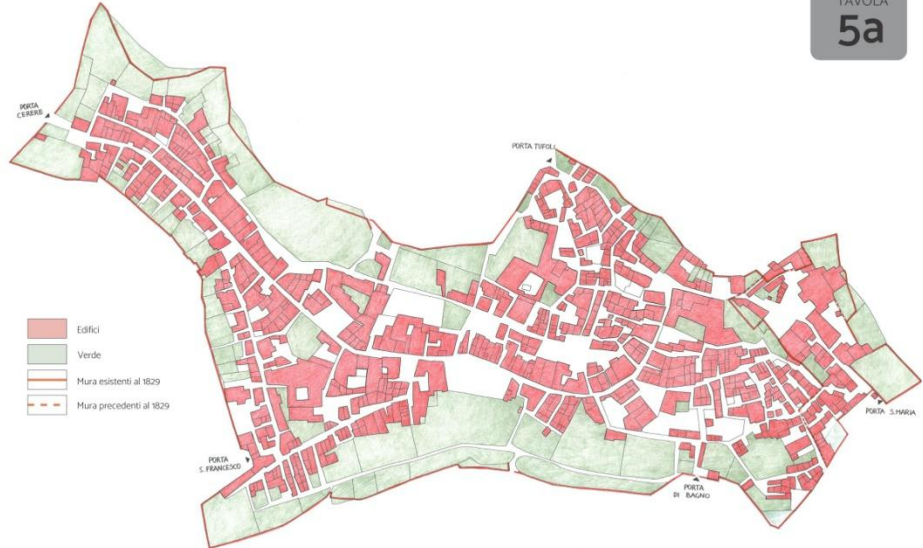 TAVOLA
5a
PORTA
CERERE
PORTA TUFOLI
Edifici
Verde
Mura esistenti al 1829
Mura precedenti al 1829
PORTA
S. FRANCESCO
PORTA
DI BAGNO
PORTA S.MARIA